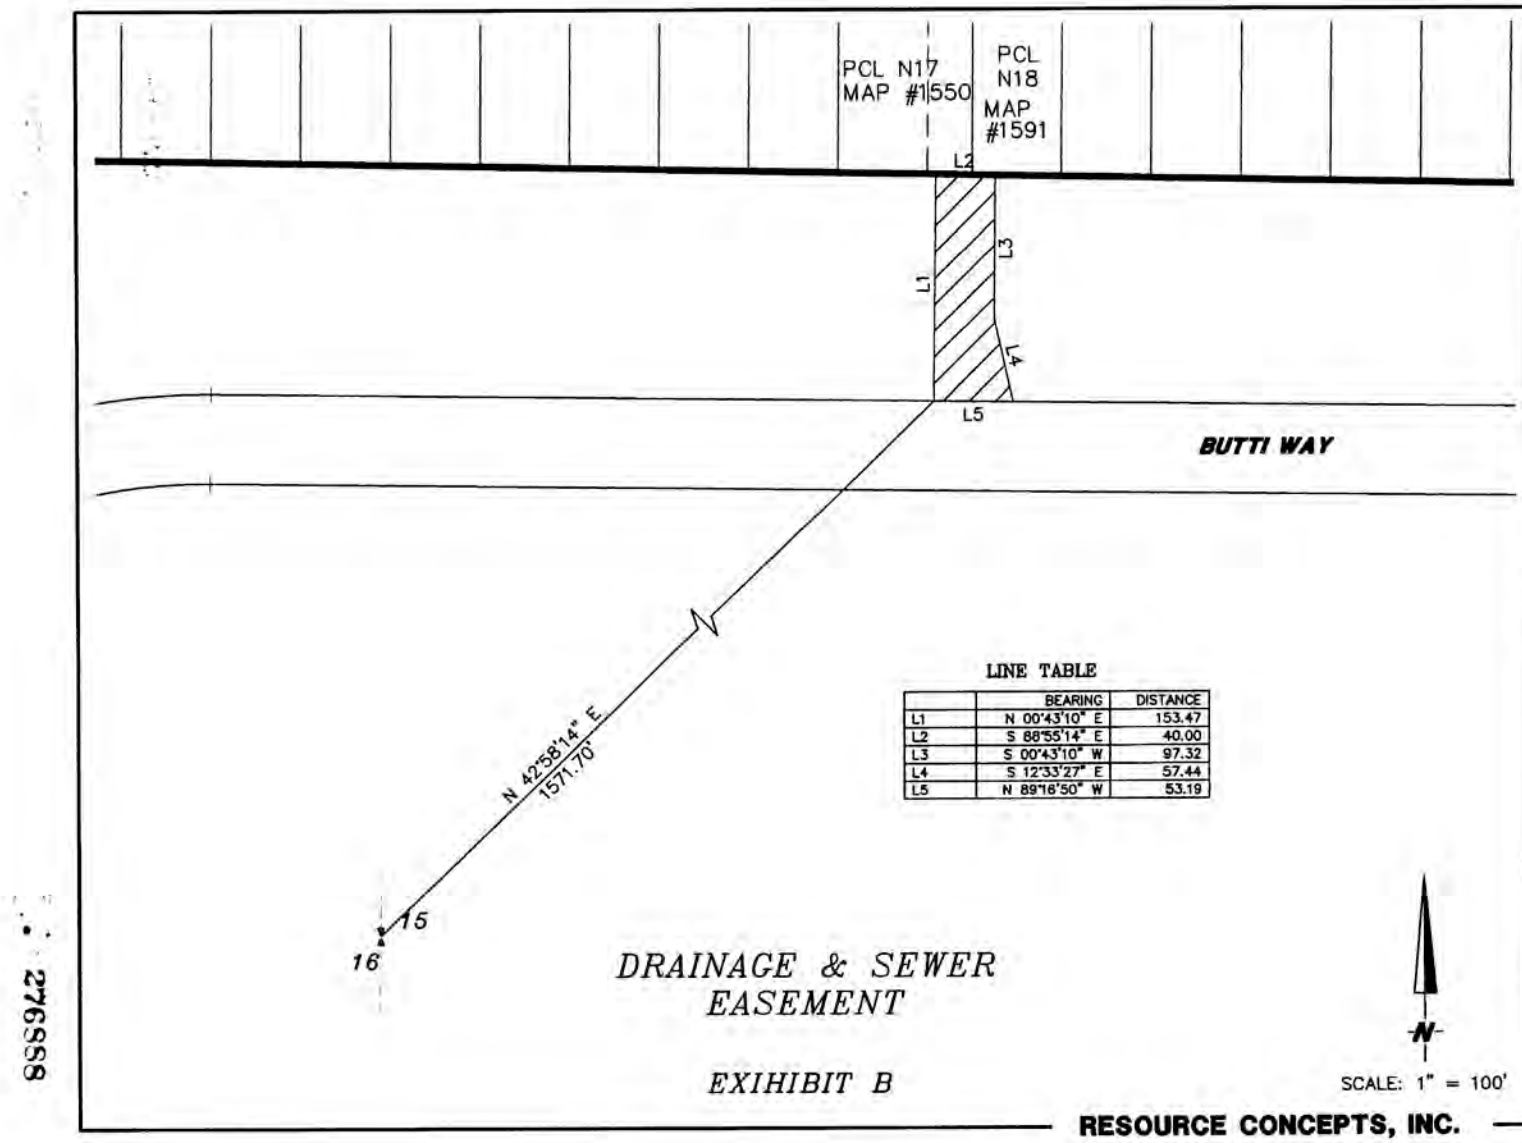 PCL N17
MAP #1550
PCL
N18
MAP
#1591
L2
L1
L3
L4
L5
BUTTI WAY
N 42°58'14" E
1571.70'
15
16
LINE TABLE
BEARING DISTANCE
L1 N 00°43'10" E 153.47
L2 S 88°55'14" E 40.00
L3 S 00°43'10" W 97.32
L4 S 12°33'27" E 57.44
L5 N 89°16'50" W 53.19
DRAINAGE & SEWER
EASEMENT
EXIHIBIT B
N
SCALE: 1" = 100'
RESOURCE CONCEPTS, INC.
276888